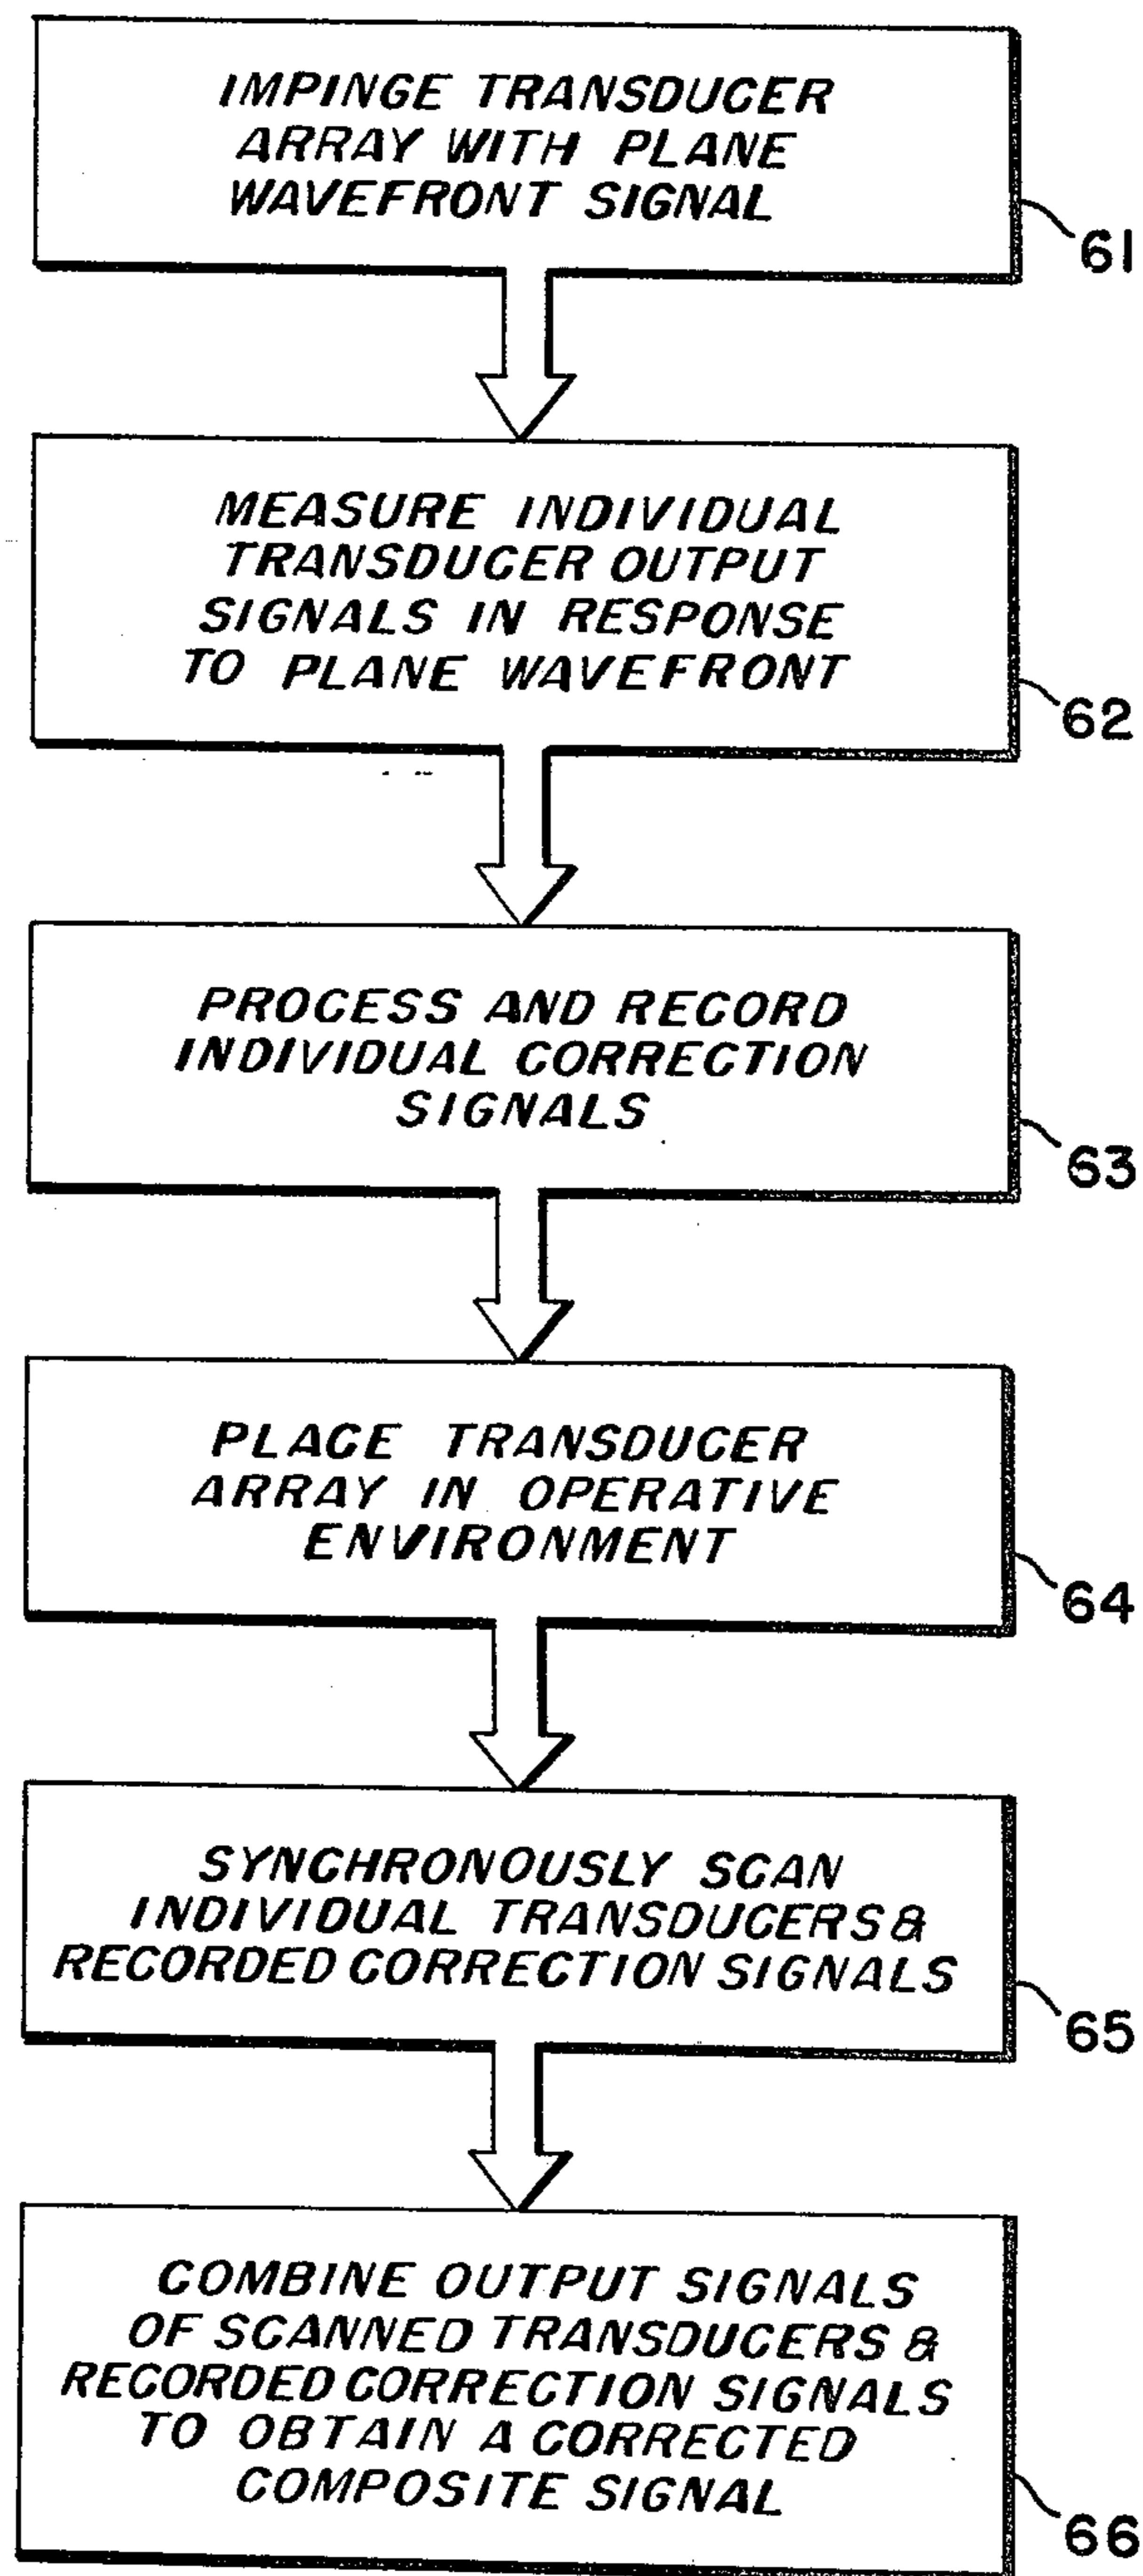 IMPINGE TRANSDUCER
ARRAY WITH PLANE
WAVEFRONT SIGNAL
61
MEASURE INDIVIDUAL
TRANSDUCER OUTPUT
SIGNALS IN RESPONSE
TO PLANE WAVEFRONT
62
PROCESS AND RECORD
INDIVIDUAL CORRECTION
SIGNALS
63
PLACE TRANSDUCER
ARRAY IN OPERATIVE
ENVIRONMENT
64
SYNCHRONOUSLY SCAN
INDIVIDUAL TRANSDUCERS &
RECORDED CORRECTION SIGNALS
65
COMBINE OUTPUT SIGNALS
OF SCANNED TRANSDUCERS &
RECORDED CORRECTION SIGNALS
TO OBTAIN A CORRECTED
COMPOSITE SIGNAL
66